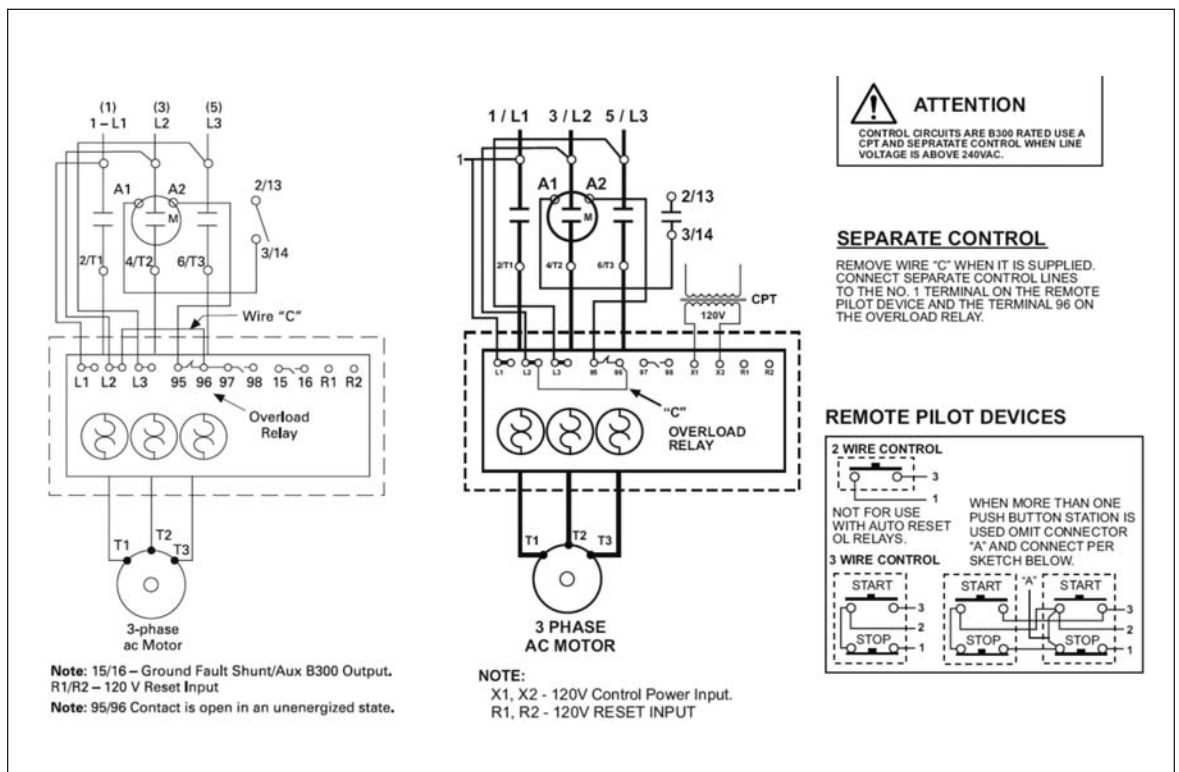 (1) (3) (5)
1 – L1 L2 L3
A1 A2
M
2/13
3/14
2/T1 4/T2 6/T3
Wire "C"
L1 L2 L3 95 96 97 98 15 16 R1 R2
Overload
Relay
T1 T2 T3
3-phase
ac Motor
Note: 15/16 – Ground Fault Shunt/Aux B300 Output.
R1/R2 – 120 V Reset Input
Note: 95/96 Contact is open in an unenergized state.
1 / L1 3 / L2 5 / L3
1
A1 A2
M
2/13
3/14
2/T1 4/T2 6/T3
CPT
120V
L1 L2 L3 95 96 97 98 X1 X2 R1 R2
"C"
OVERLOAD
RELAY
T1 T2 T3
3 PHASE
AC MOTOR
NOTE:
X1, X2 - 120V Control Power Input.
R1, R2 - 120V RESET INPUT
ATTENTION
CONTROL CIRCUITS ARE B300 RATED USE A
CPT AND SEPRATATE CONTROL WHEN LINE
VOLTAGE IS ABOVE 240VAC.
SEPARATE CONTROL
REMOVE WIRE "C" WHEN IT IS SUPPLIED.
CONNECT SEPARATE CONTROL LINES
TO THE NO. 1 TERMINAL ON THE REMOTE
PILOT DEVICE AND THE TERMINAL 96 ON
THE OVERLOAD RELAY.
REMOTE PILOT DEVICES
2 WIRE CONTROL
3
1
NOT FOR USE
WITH AUTO RESET
OL RELAYS.
WHEN MORE THAN ONE
PUSH BUTTON STATION IS
USED OMIT CONNECTOR
"A" AND CONNECT PER
SKETCH BELOW.
3 WIRE CONTROL
START
3
2
STOP
1
START "A" START
3
2
STOP STOP
1